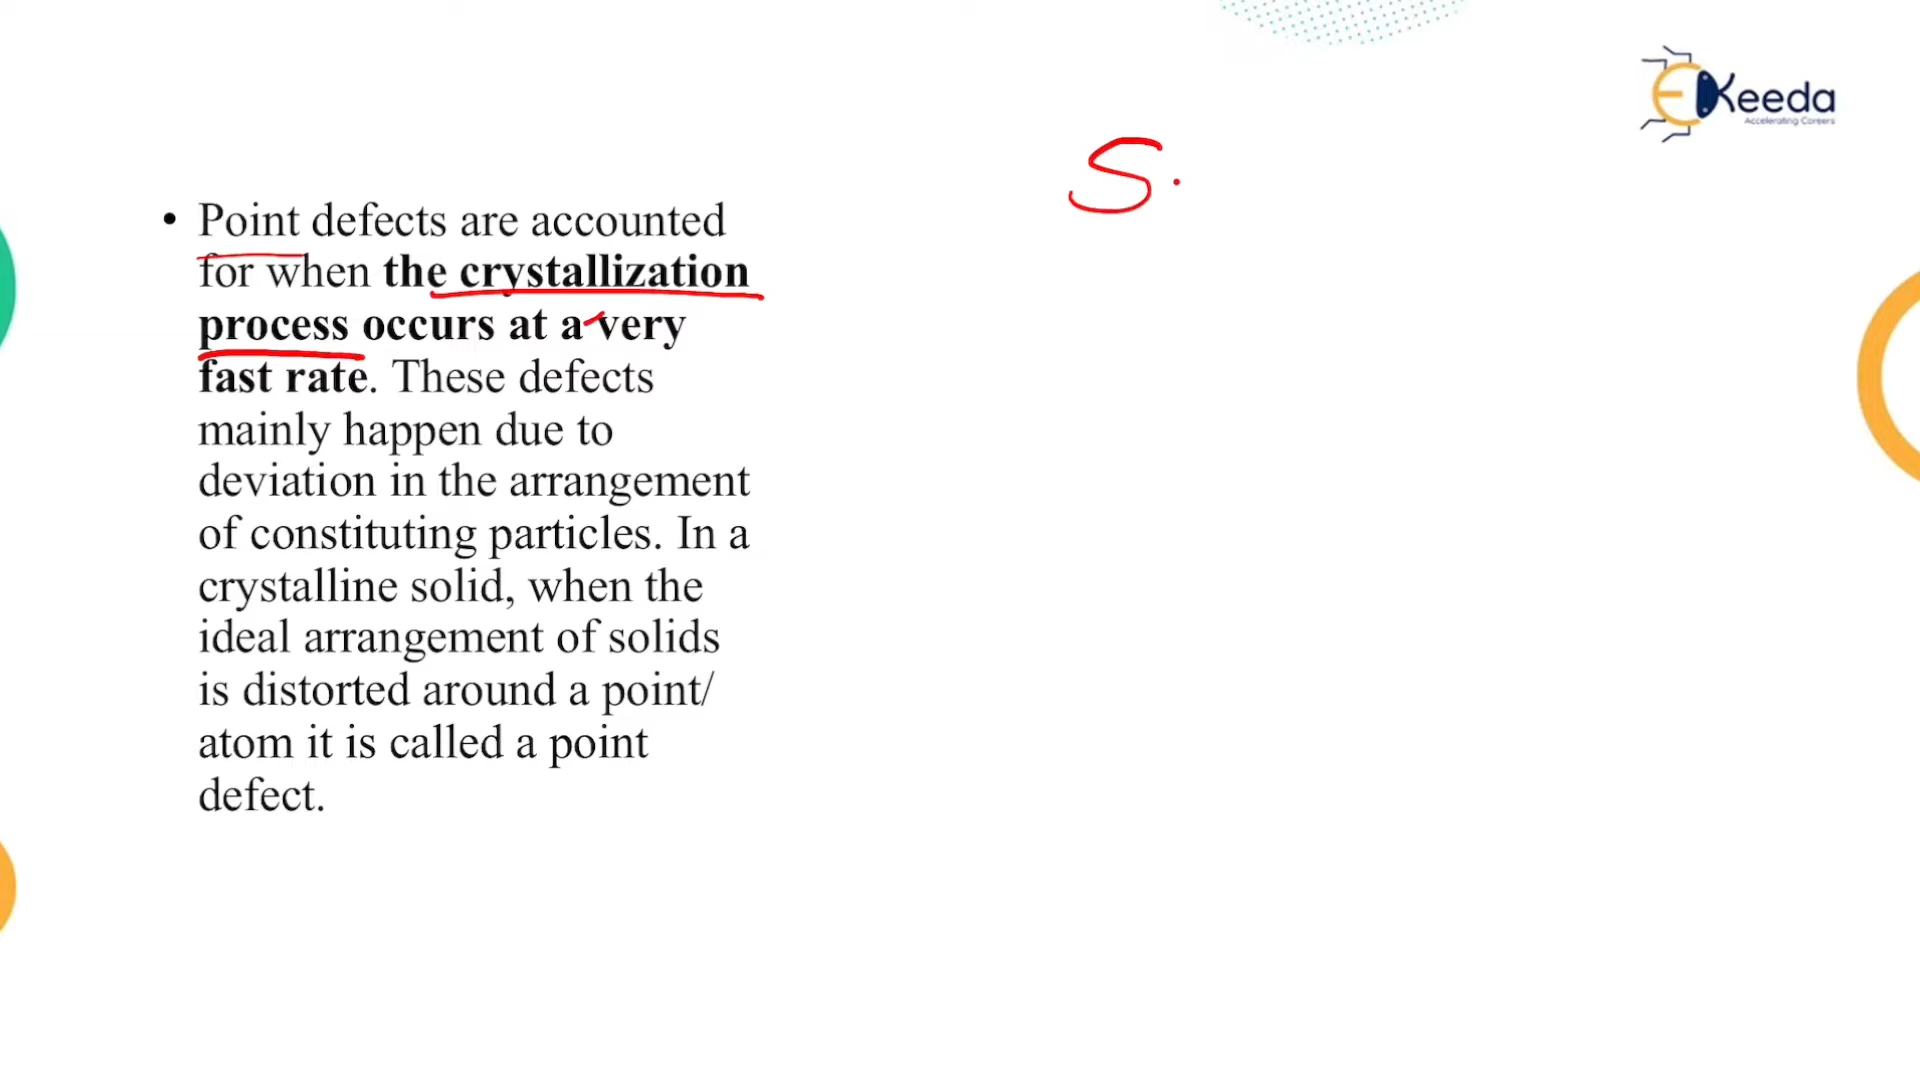 Keeda
Accelerating Careers
S.
• Point defects are accounted
for when the crystallization
process occurs at a very
fast rate. These defects
mainly happen due to
deviation in the arrangement
of constituting particles. In a
crystalline solid, when the
ideal arrangement of solids
is distorted around a point/
atom it is called a point
defect.